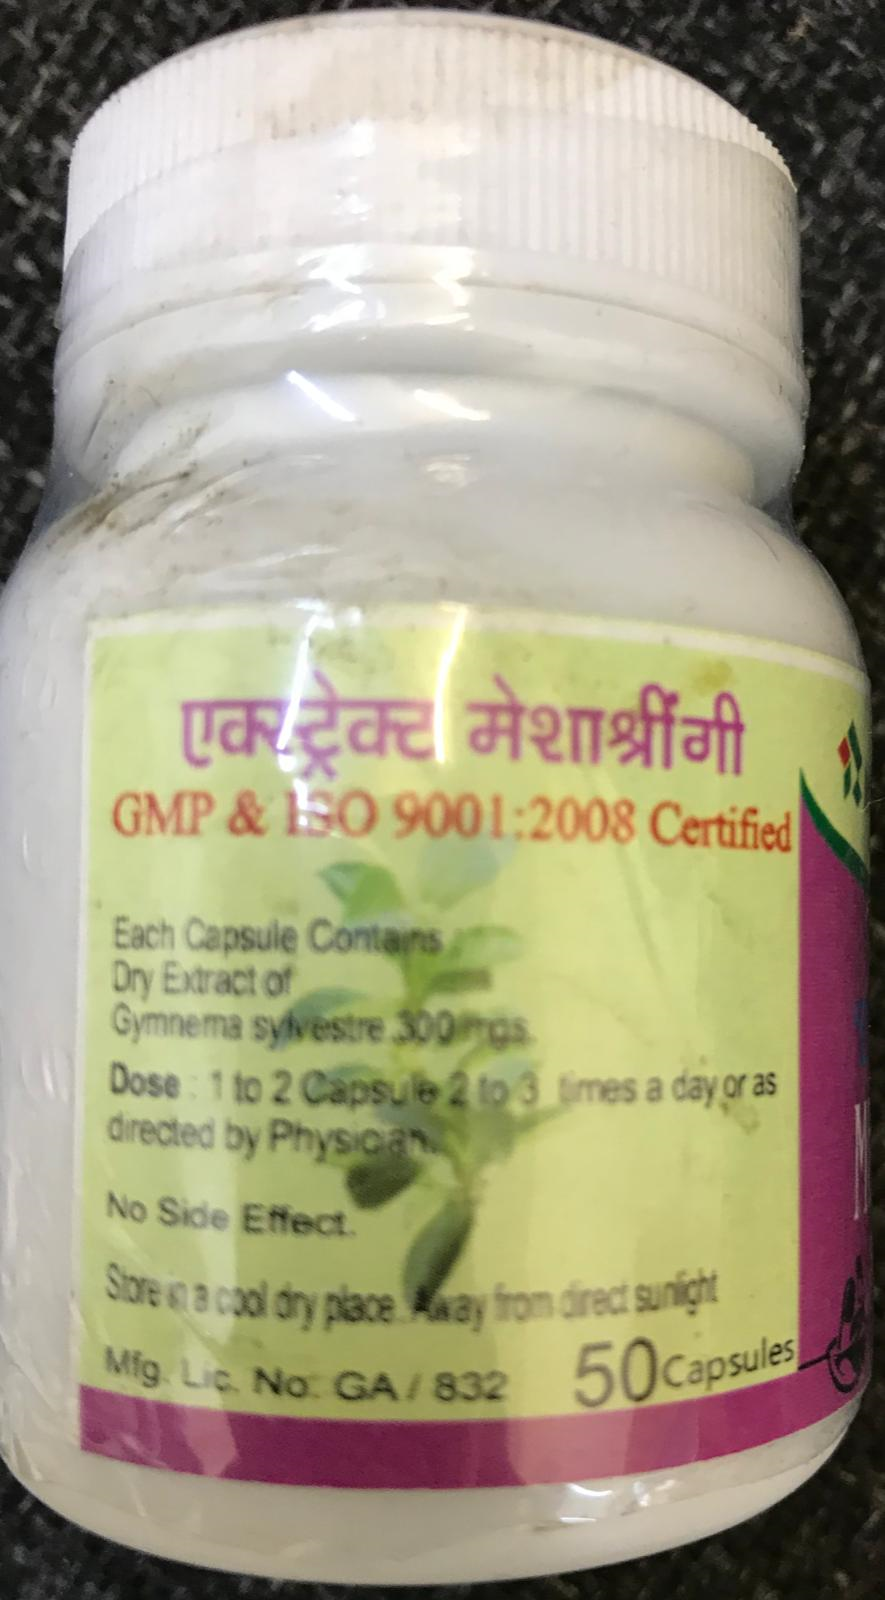 एक्स्ट्रेक्ट मेशाश्रींगी
GMP & ISO 9001:2008 Certified
Each Capsule Contains
Dry Extract of
Gymnema sylvestre 300 mgs.
Dose : 1 to 2 Capsule 2 to 3 times a day or as
directed by Physician.
No Side Effect.
Store in a cool dry place. Away from direct sunlight
Mfg. Lic. No: GA / 832
50 Capsules